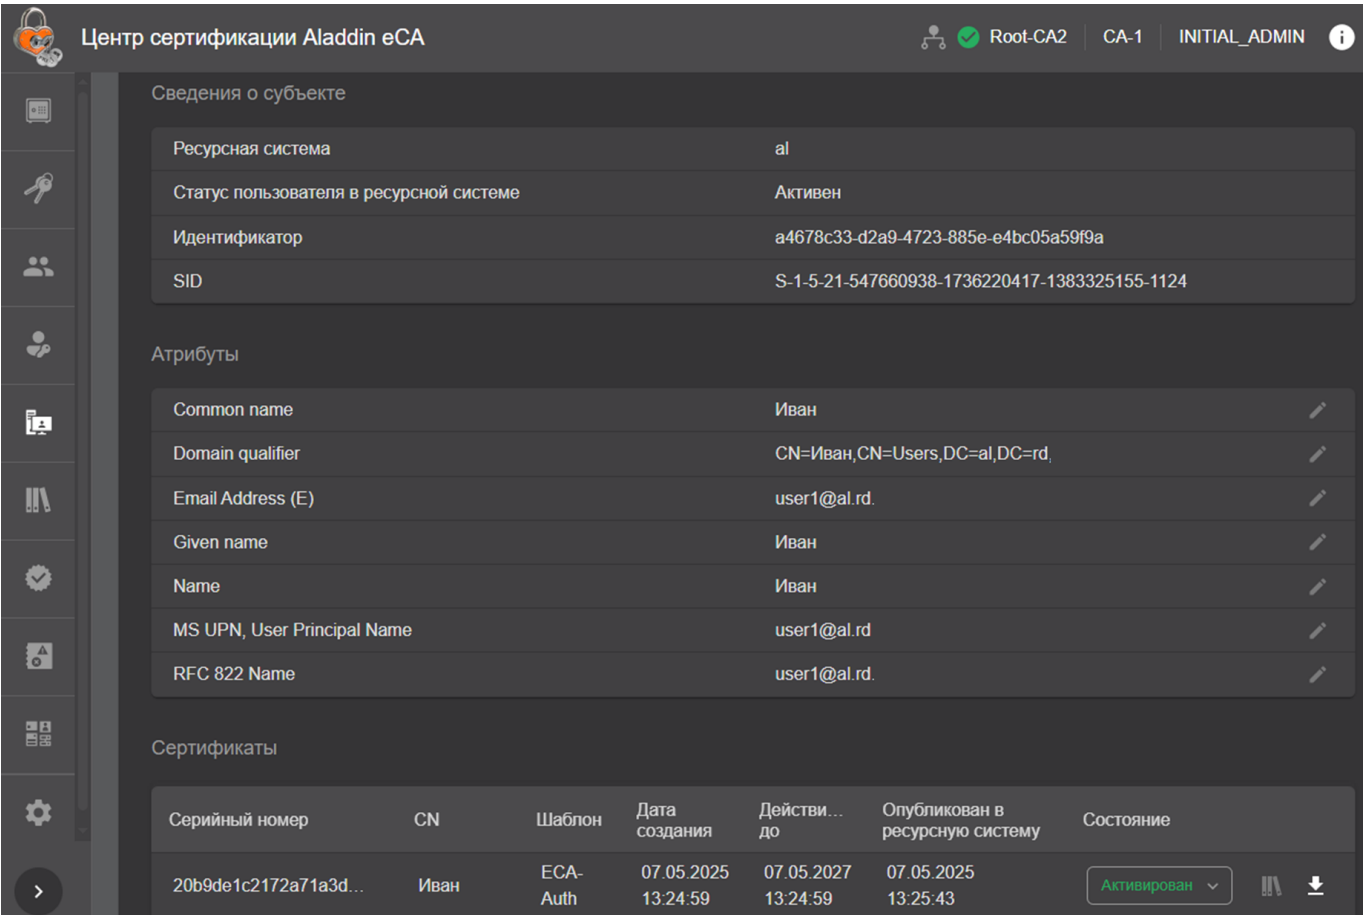 Центр сертификации Aladdin eCA
Root-CA2
CA-1
INITIAL_ADMIN
Сведения о субъекте
Ресурсная система al
Статус пользователя в ресурсной системе Активен
Идентификатор a4678c33-d2a9-4723-885e-e4bc05a59f9a
SID S-1-5-21-547660938-1736220417-1383325155-1124
Атрибуты
Common name Иван
Domain qualifier CN=Иван,CN=Users,DC=al,DC=rd,
Email Address (E) user1@al.rd.
Given name Иван
Name Иван
MS UPN, User Principal Name user1@al.rd
RFC 822 Name user1@al.rd.
Сертификаты
Серийный номер
CN
Шаблон
Дата
создания
Действи...
до
Опубликован в
ресурсную систему
Состояние
20b9de1c2172a71a3d...
Иван
ECA-
Auth
07.05.2025
13:24:59
07.05.2027
13:24:59
07.05.2025
13:25:43
Активирован